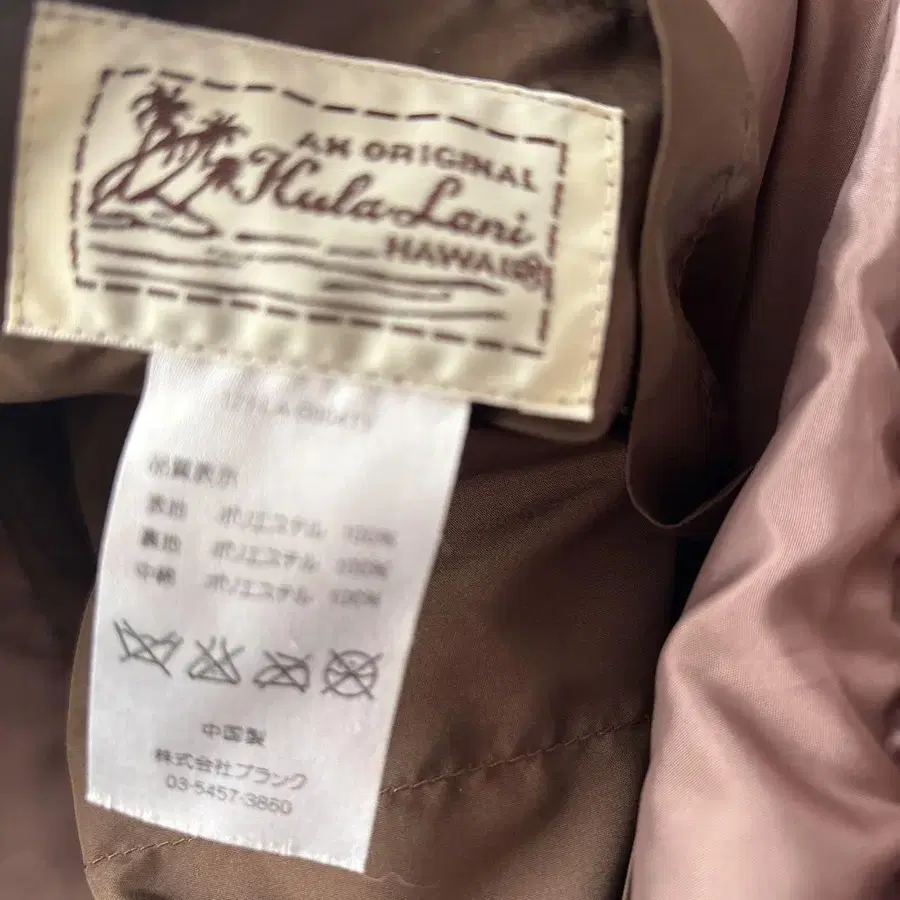 AN ORIGINAL
Hula-Lani
HAWAII
品質表示
表地 ポリエステル 100%
裏地 ポリエステル 100%
中綿 ポリエステル 100%
中国製
株式会社ブランク
03-5457-3860